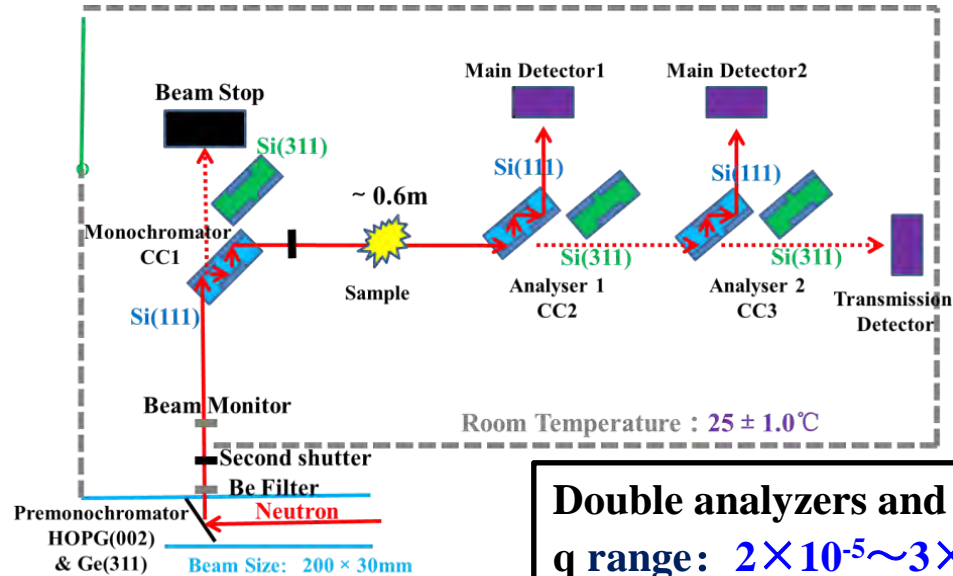 Main Detector1
Main Detector2
Beam Stop
Si(311)
Si(111)
Si(111)
~ 0.6m
Monochromator
CC1
Si(311)
Si(311)
Sample
Analyser 1
CC2
Analyser 2
CC3
Transmission
Detector
Si(111)
Beam Monitor
Room Temperature : 25 ± 1.0℃
Second shutter
Be Filter
Premonochromator
HOPG(002)
& Ge(311)
Neutron
Beam Size: 200 × 30mm
Double analyzers and
q range: 2×10-5～3×